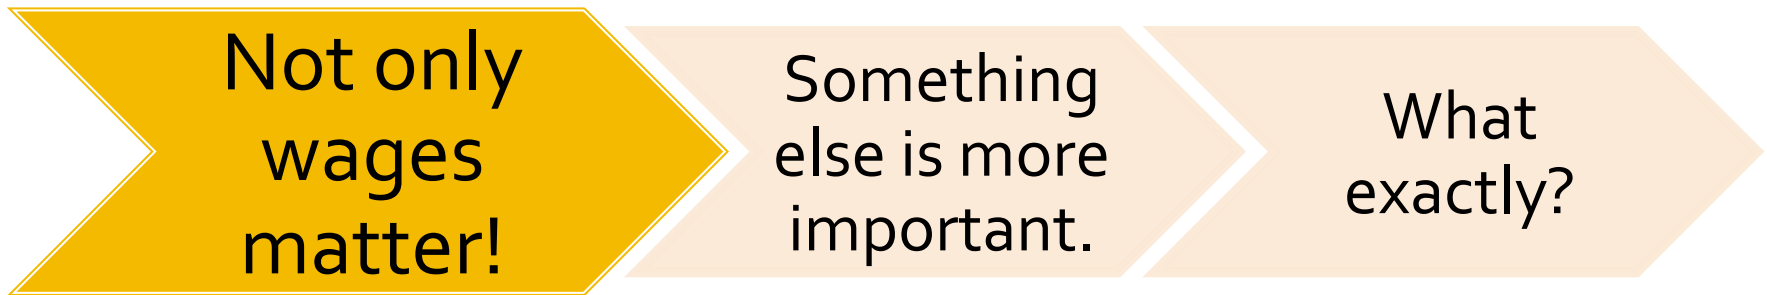 Not only
wages
matter!
Something
else is more
important.
What
exactly?